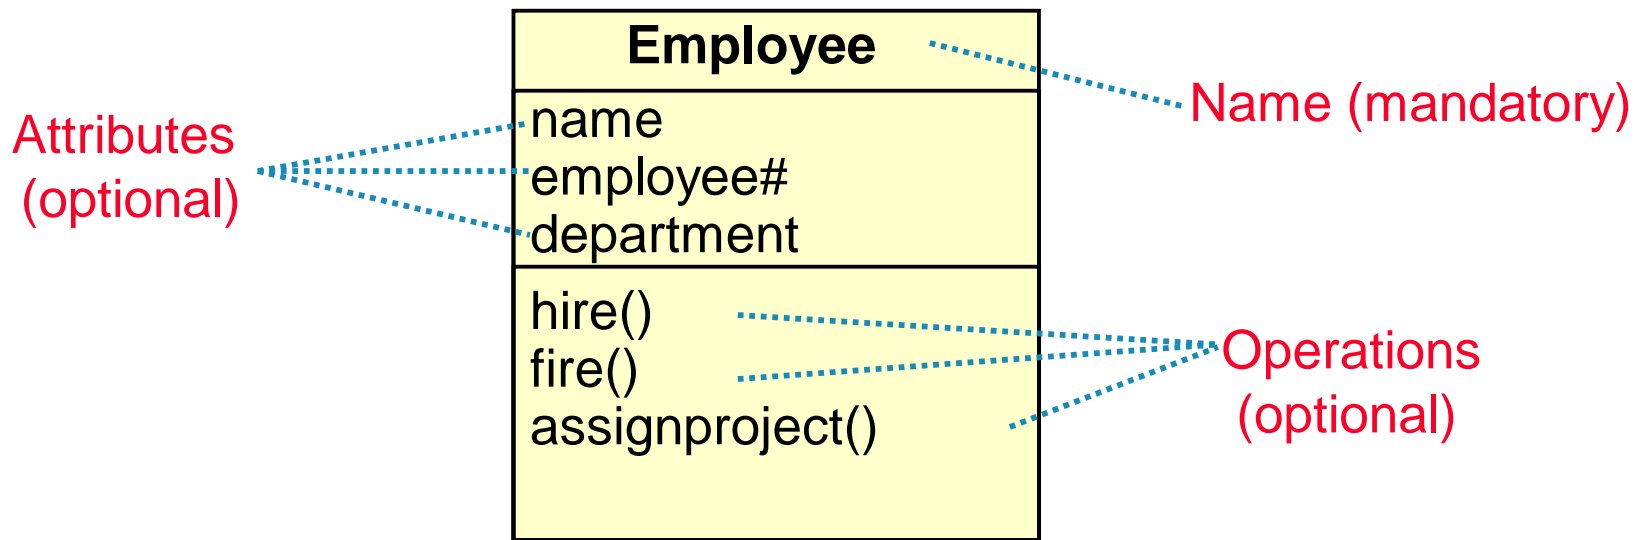 Employee
Name (mandatory)
Attributes
(optional)
name
employee#
department
hire()
fire()
assignproject()
Operations
(optional)